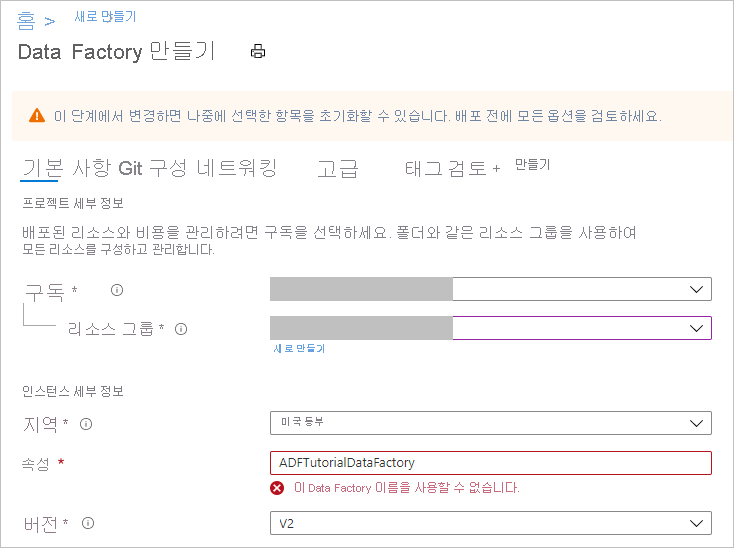 홈 > 새로 만들기
Data Factory 만들기
이 단계에서 변경하면 나중에 선택한 항목을 초기화할 수 있습니다. 배포 전에 모든 옵션을 검토하세요.
기본 사항 Git 구성 네트워킹 고급 태그 검토 + 만들기
프로젝트 세부 정보
배포된 리소스와 비용을 관리하려면 구독을 선택하세요. 폴더와 같은 리소스 그룹을 사용하여
모든 리소스를 구성하고 관리합니다.
구독 *
리소스 그룹 *
새로 만들기
인스턴스 세부 정보
지역 * 미국 동부
속성 * ADFTutorialDataFactory
이 Data Factory 이름을 사용할 수 없습니다.
버전 * V2